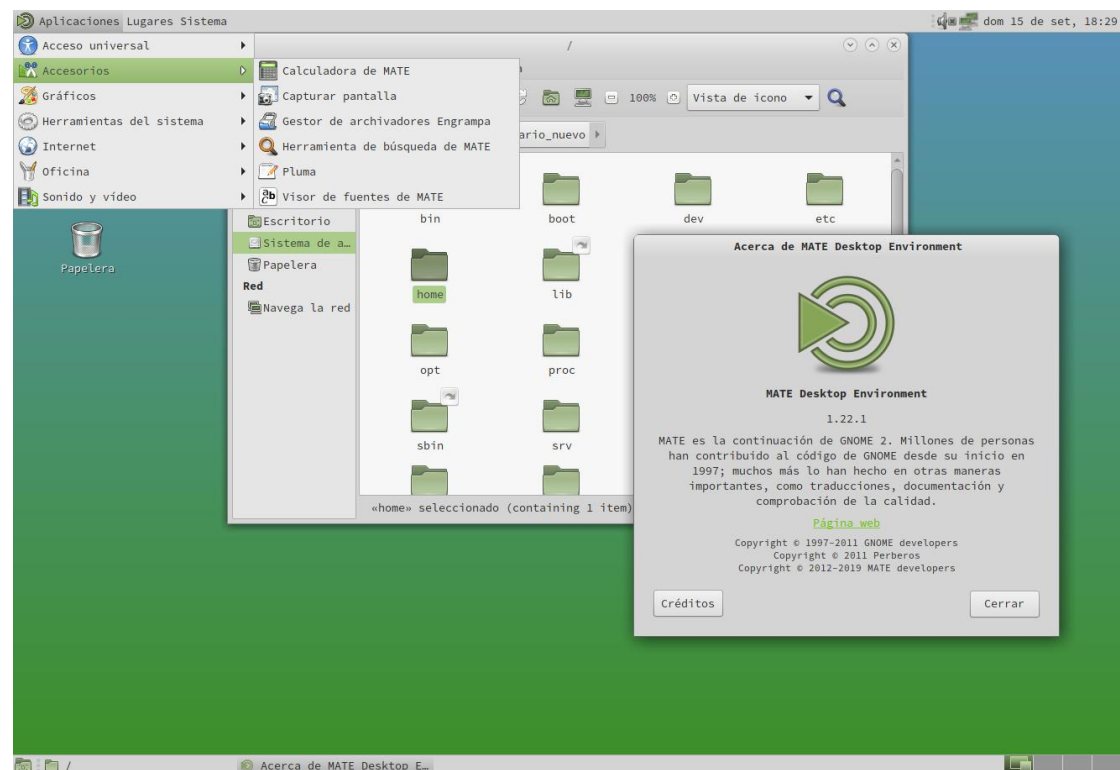 Aplicaciones Lugares Sistema
dom 15 de set, 18:29
Acceso universal
Accesorios
Gráficos
Herramientas del sistema
Internet
Oficina
Sonido y vídeo
Calculadora de MATE
Capturar pantalla
Gestor de archivadores Engrampa
Herramienta de búsqueda de MATE
Pluma
Visor de fuentes de MATE
/
100%
Vista de icono
ario_nuevo
Papelera
Escritorio
Sistema de a...
Papelera
Red
Navega la red
bin
boot
dev
etc
home
lib
opt
proc
sbin
srv
«home» seleccionado (containing 1 item)
Acerca de MATE Desktop Environment
MATE Desktop Environment
1.22.1
MATE es la continuación de GNOME 2. Millones de personas
han contribuido al código de GNOME desde su inicio en
1997; muchos más lo han hecho en otras maneras
importantes, como traducciones, documentación y
comprobación de la calidad.
Página web
Copyright © 1997-2011 GNOME developers
Copyright © 2011 Perberos
Copyright © 2012-2019 MATE developers
Créditos
Cerrar
/
Acerca de MATE Desktop E...